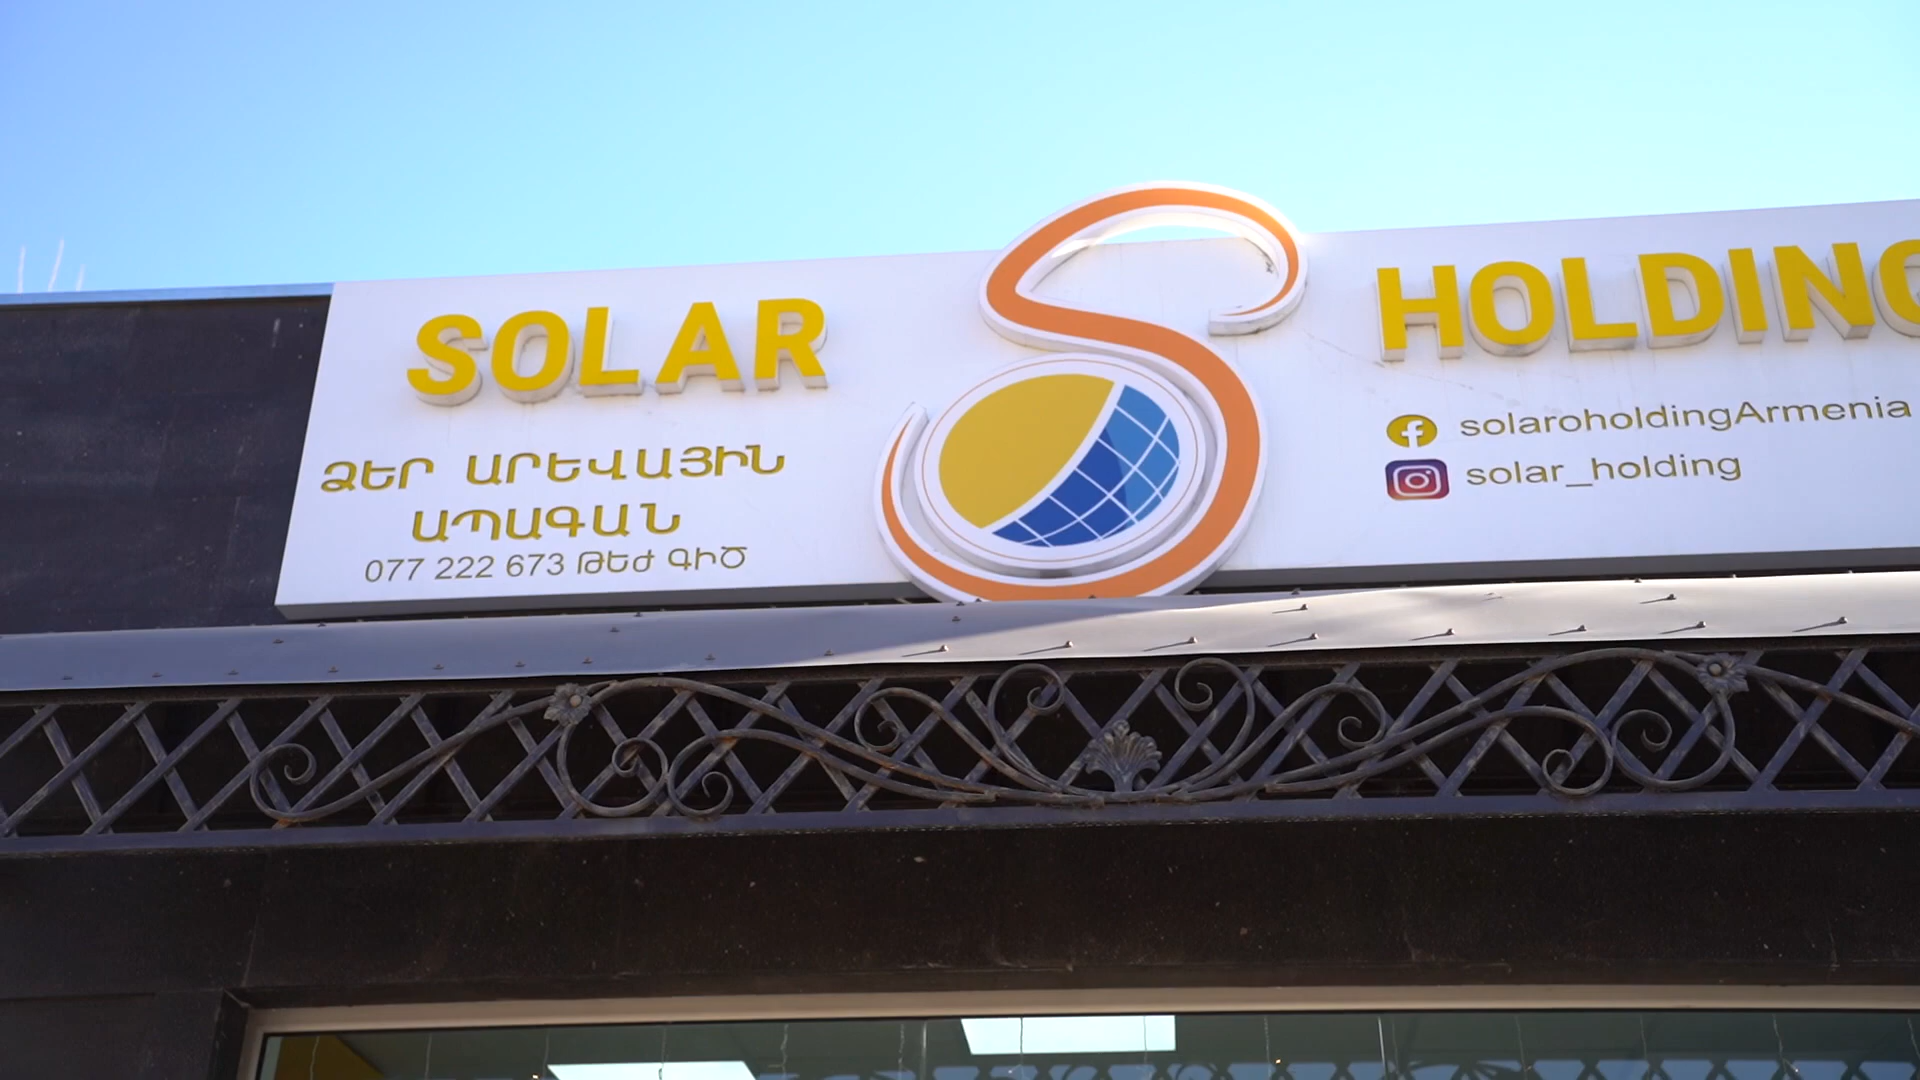 SOLAR
ՁԵՐ ԱՐԵՎԱՅԻՆ
ԱՊԱԳԱՆ
077 222 673 ԹԵԺ ԳԻԾ
HOLDING
solaroholdingArmenia
solar_holding